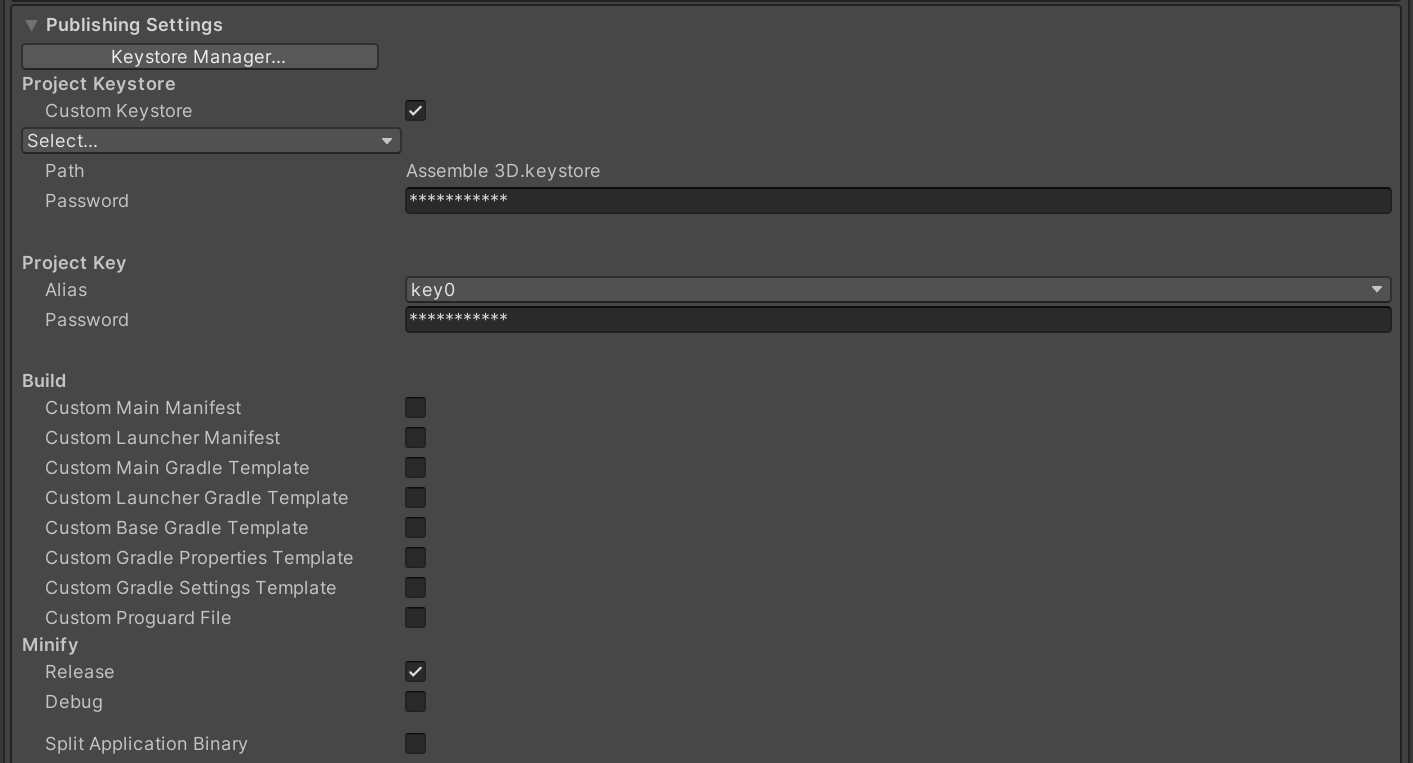 Publishing Settings
Keystore Manager...
Project Keystore
Custom Keystore
Select...
Path Assemble 3D.keystore
Password ***********
Project Key
Alias key0
Password ***********
Build
Custom Main Manifest
Custom Launcher Manifest
Custom Main Gradle Template
Custom Launcher Gradle Template
Custom Base Gradle Template
Custom Gradle Properties Template
Custom Gradle Settings Template
Custom Proguard File
Minify
Release
Debug
Split Application Binary